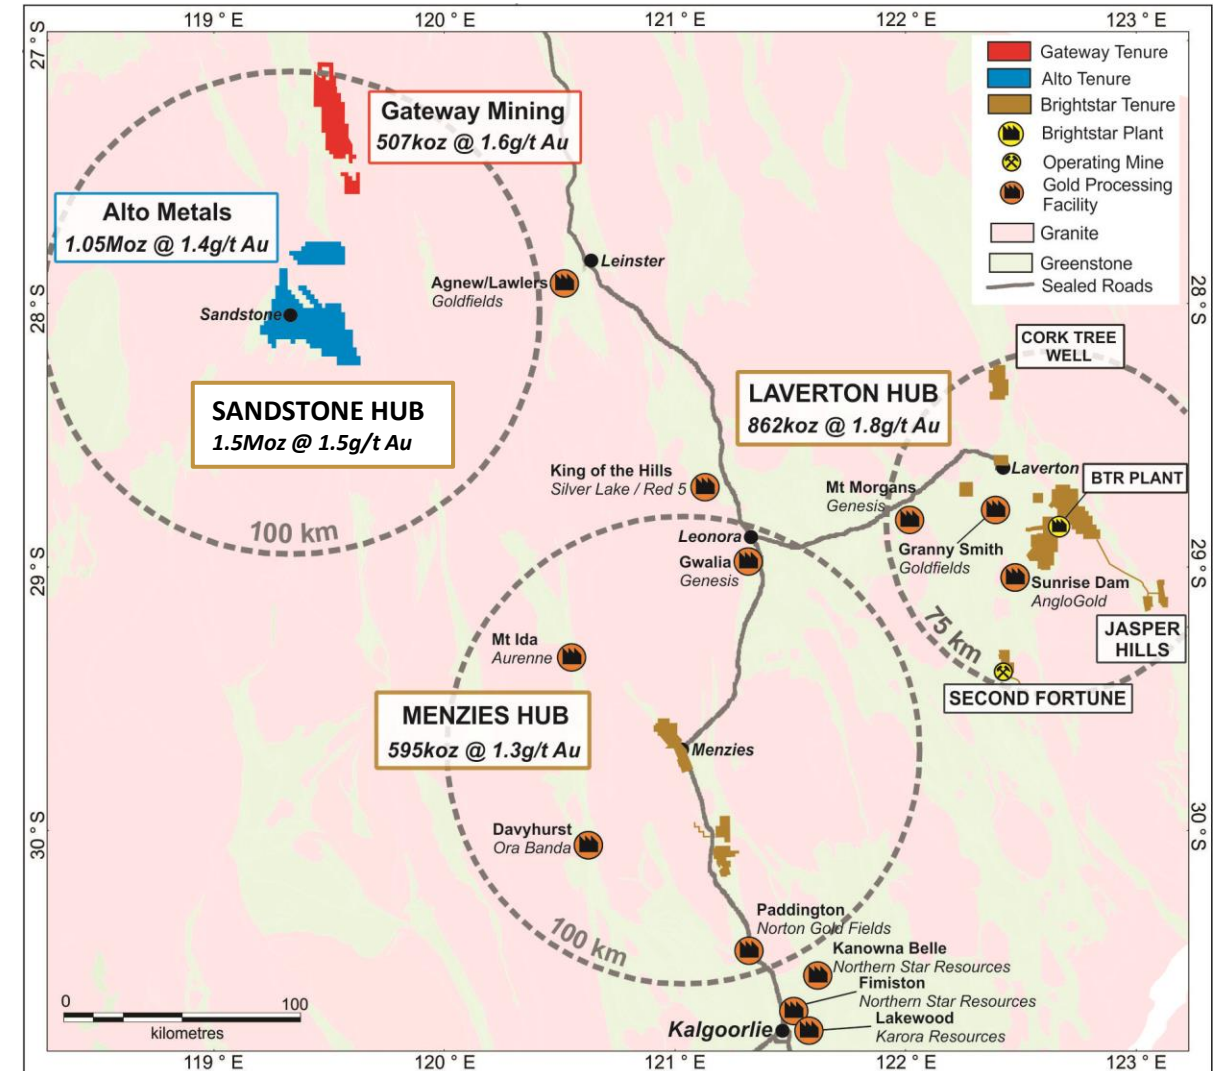 119 ° E
120 ° E
121 ° E
122 ° E
123 ° E
27° S
28° S
28° S
29° S
29° S
30° S
30° S
Gateway Tenure
Alto Tenure
Brightstar Tenure
Brightstar Plant
Operating Mine
Gold Processing
Facility
Granite
Greenstone
Sealed Roads
Gateway Mining
507koz @ 1.6g/t Au
Alto Metals
1.05Moz @ 1.4g/t Au
Leinster
Agnew/Lawlers
Goldfields
Sandstone
CORK TREE
WELL
SANDSTONE HUB
1.5Moz @ 1.5g/t Au
LAVERTON HUB
862koz @ 1.8g/t Au
King of the Hills
Silver Lake / Red 5
Laverton
BTR PLANT
Mt Morgans
Genesis
100 km
Leonora
Granny Smith
Goldfields
Gwalia
Genesis
Sunrise Dam
AngloGold
75 km
JASPER
HILLS
Mt Ida
Aurenne
SECOND FORTUNE
MENZIES HUB
595koz @ 1.3g/t Au
Menzies
Davyhurst
Ora Banda
Paddington
Norton Gold Fields
100 km
Kanowna Belle
Northern Star Resources
Fimiston
Northern Star Resources
Lakewood
Karora Resources
Kalgoorlie
0
100
kilometres
119 ° E
120 ° E
121 ° E
122 ° E
123 ° E